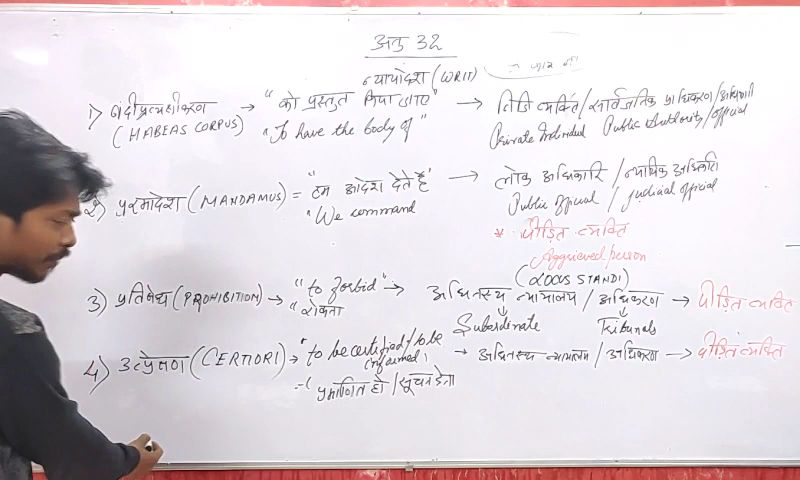 अनु 32
न्यायादेश (WRIT)
1) बंदीप्रत्यक्षीकरण → "को प्रस्तुत किया जाए" → निजी व्यक्ति / सार्वजनिक प्राधिकरण / अधिकारी
(HABEAS CORPUS) "To have the body of" Private Individual Public Authority / official
2) परमादेश (MANDAMUS) = "हम आदेश देते हैं" → लोक अधिकारि / न्यायिक अधिकारी
"We command Public official / Judicial official
* पीड़ित व्यक्ति
Aggrieved person
(LOCUS STANDI)
3) प्रतिषेध (PROHIBITION) → "to forbid" → अधिनस्थ न्यायालय / अधिकरण → पीड़ित व्यक्ति
"रोकना Subordinate Tribunals
4) उत्प्रेषण (CERTIORI) → "to be certified / to be informed → अधिनस्थ न्यायालय / अधिकरण → पीड़ित व्यक्ति
= ( प्रमाणित हो / सूचना देना